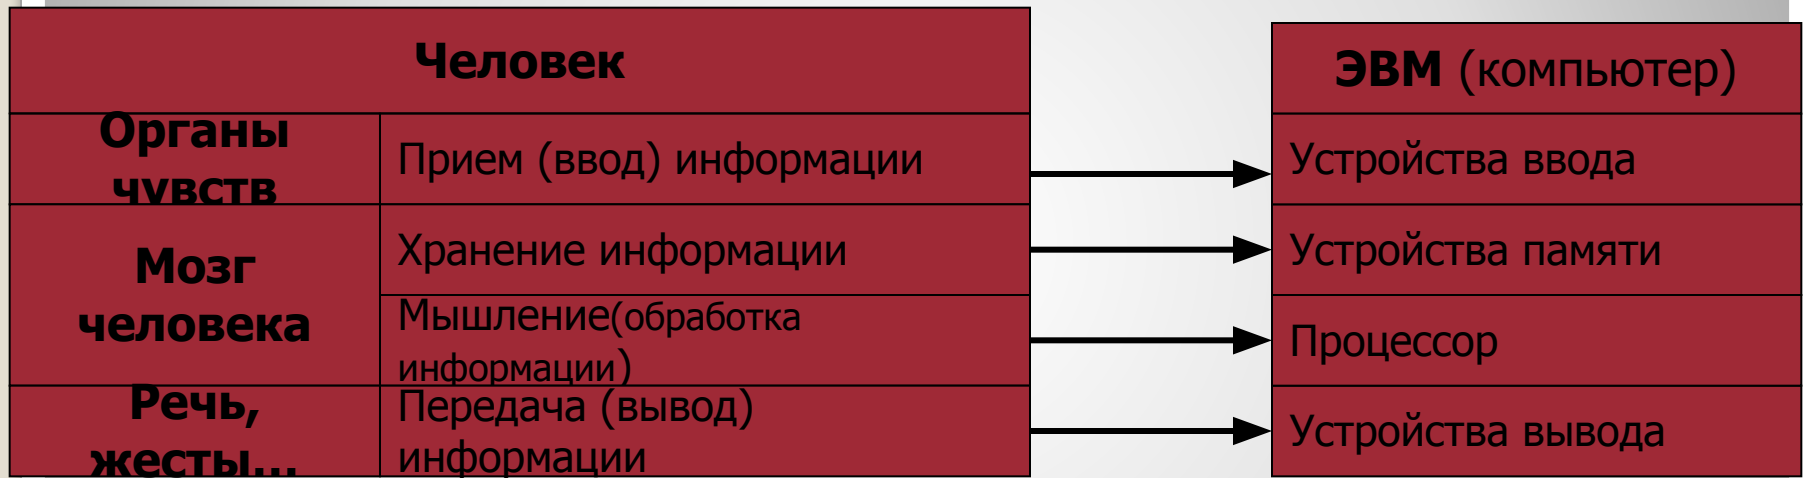 Человек
ЭВМ (компьютер)
Органы
чувств
Прием (ввод) информации
Устройства ввода
Мозг
человека
Хранение информации
Устройства памяти
Мышление(обработка
информации)
Процессор
Речь,
жесты...
Передача (вывод)
информации
Устройства вывода